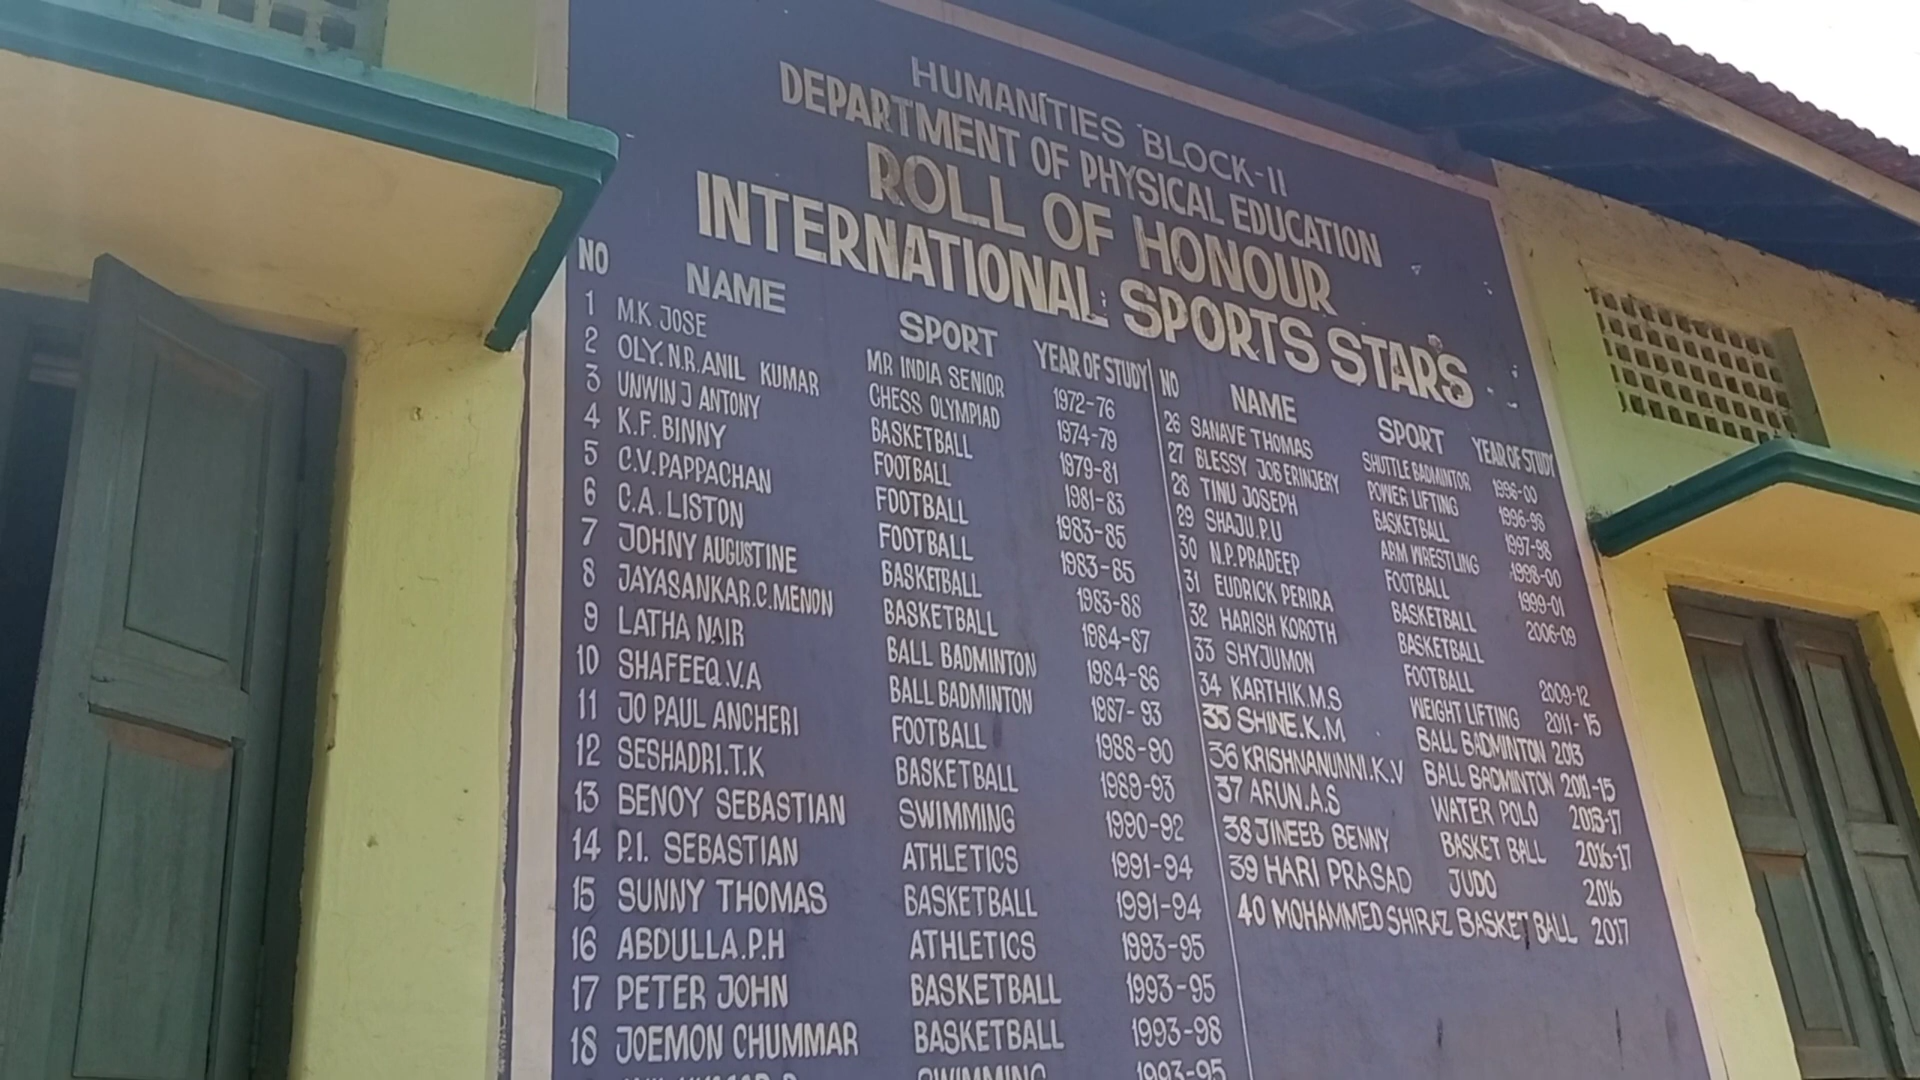 HUMANITIES BLOCK-II
DEPARTMENT OF PHYSICAL EDUCATION
ROLL OF HONOUR
INTERNATIONAL SPORTS STARS
NO NAME SPORT YEAR OF STUDY
1 M.K. JOSE MR INDIA SENIOR 1972-76
2 OLY.N.R.ANIL KUMAR CHESS OLYMPIAD 1974-79
3 UNWIN J ANTONY BASKETBALL 1979-81
4 K.F. BINNY FOOTBALL 1981-83
5 C.V.PAPPACHAN FOOTBALL 1983-85
6 C.A. LISTON FOOTBALL 1983-85
7 JOHNY AUGUSTINE BASKETBALL 1983-88
8 JAYASANKAR.C.MENON BASKETBALL 1984-87
9 LATHA NAIR BALL BADMINTON 1984-86
10 SHAFEEQ.V.A BALL BADMINTON 1987-93
11 JO PAUL ANCHERI FOOTBALL 1988-90
12 SESHADRI.T.K BASKETBALL 1989-93
13 BENOY SEBASTIAN SWIMMING 1990-92
14 P.I. SEBASTIAN ATHLETICS 1991-94
15 SUNNY THOMAS BASKETBALL 1991-94
16 ABDULLA.P.H ATHLETICS 1993-95
17 PETER JOHN BASKETBALL 1993-95
18 JOEMON CHUMMAR BASKETBALL 1993-98
SWIMMING 1993-95
NO NAME SPORT YEAR OF STUDY
26 SANAVE THOMAS SHUTTLE BADMINTOR 1996-00
27 BLESSY JOB ERINJERY POWER LIFTING 1996-98
28 TINU JOSEPH BASKETBALL 1997-98
29 SHAJU.P.U ARM WRESTLING 1998-00
30 N.P.PRADEEP FOOTBALL 1999-01
31 EUDRICK PERIRA BASKETBALL 2006-09
32 HARISH KOROTH BASKETBALL
33 SHYJUMON FOOTBALL 2009-12
34 KARTHIK.M.S WEIGHT LIFTING 2011-15
35 SHINE.K.M BALL BADMINTON 2013
36 KRISHNANUNNI.K.V BALL BADMINTON 2011-15
37 ARUN.A.S WATER POLO 2015-17
38 JINEEB BENNY BASKET BALL 2016-17
39 HARI PRASAD JUDO 2016
40 MOHAMMED SHIRAZ BASKET BALL 2017